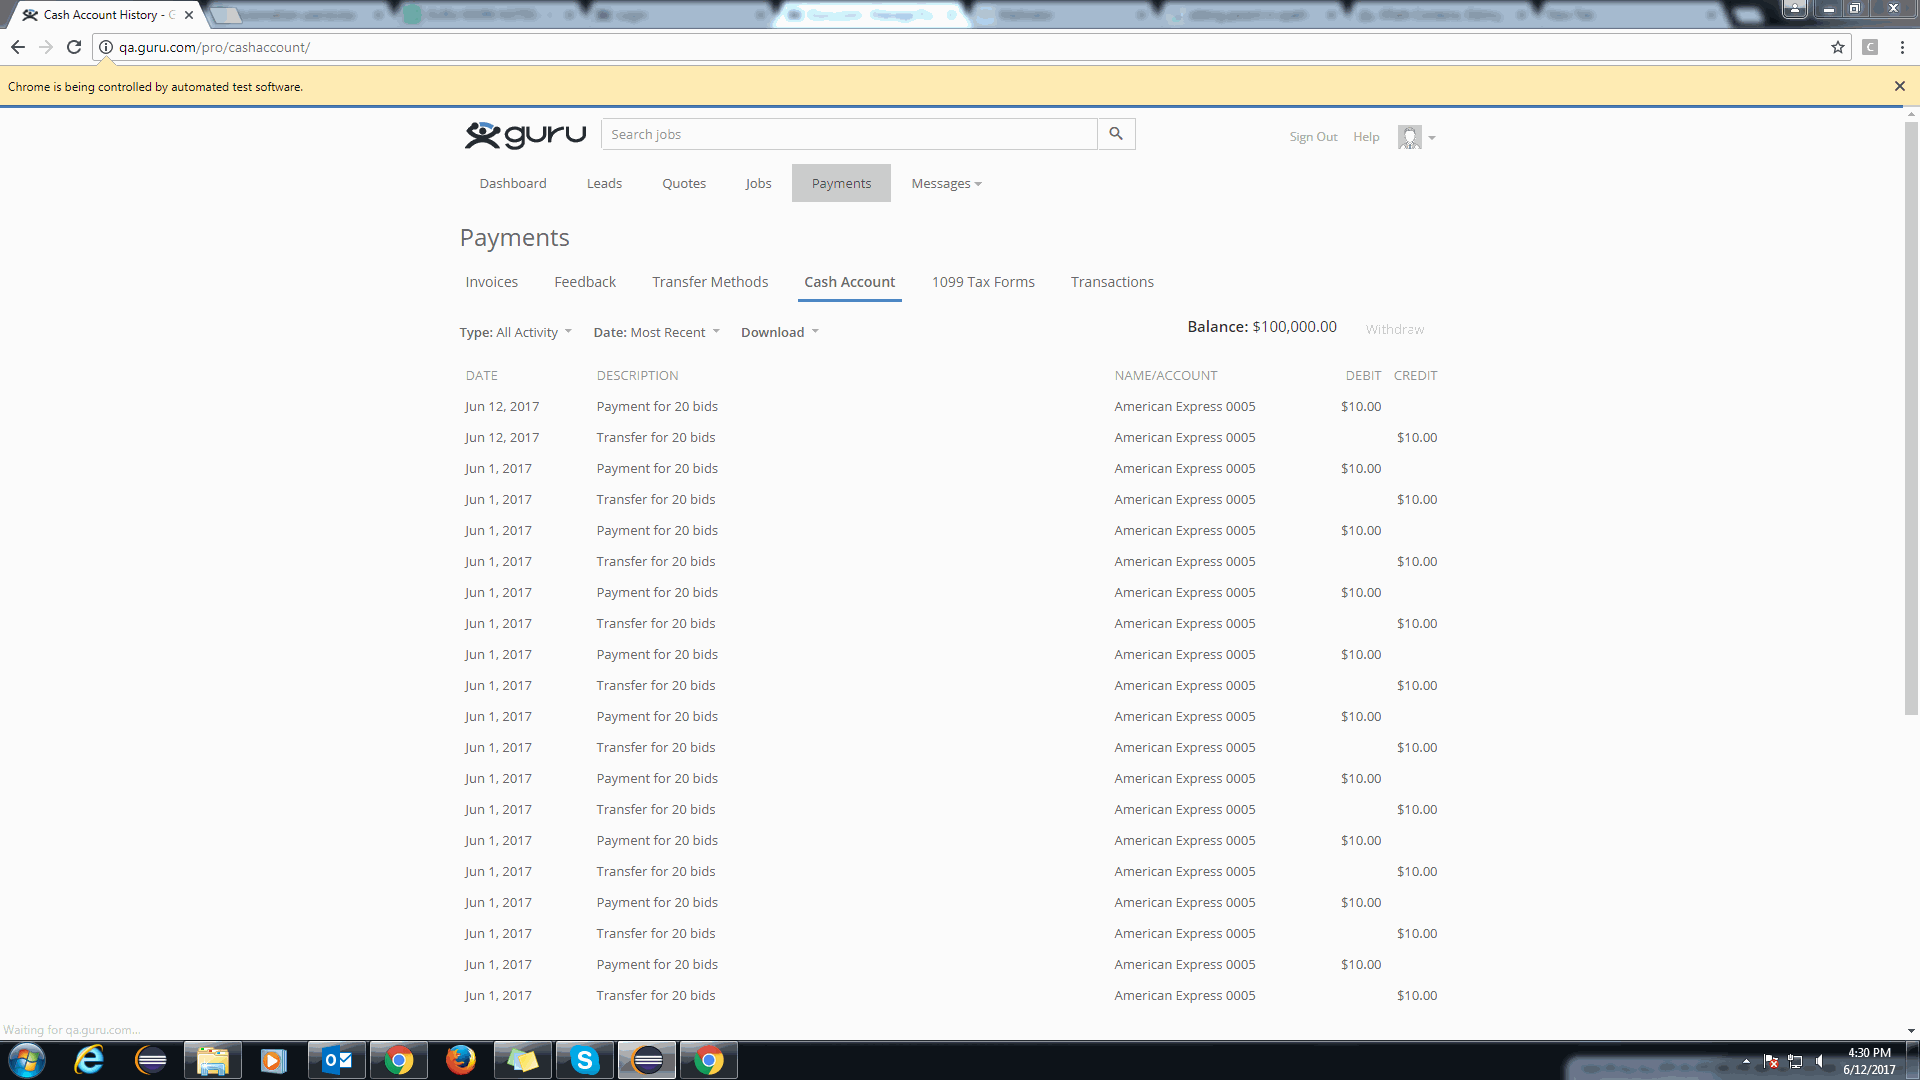 Cash Account History - G
qa.guru.com/pro/cashaccount/
C
Chrome is being controlled by automated test software.
guru
Search jobs
Sign Out Help
Dashboard Leads Quotes Jobs Payments Messages
Payments
Invoices Feedback Transfer Methods Cash Account 1099 Tax Forms Transactions
Type: All Activity Date: Most Recent Download Balance: $100,000.00 Withdraw
DATE DESCRIPTION NAME/ACCOUNT DEBIT CREDIT
Jun 12, 2017 Payment for 20 bids American Express 0005 $10.00
Jun 12, 2017 Transfer for 20 bids American Express 0005 $10.00
Jun 1, 2017 Payment for 20 bids American Express 0005 $10.00
Jun 1, 2017 Transfer for 20 bids American Express 0005 $10.00
Jun 1, 2017 Payment for 20 bids American Express 0005 $10.00
Jun 1, 2017 Transfer for 20 bids American Express 0005 $10.00
Jun 1, 2017 Payment for 20 bids American Express 0005 $10.00
Jun 1, 2017 Transfer for 20 bids American Express 0005 $10.00
Jun 1, 2017 Payment for 20 bids American Express 0005 $10.00
Jun 1, 2017 Transfer for 20 bids American Express 0005 $10.00
Jun 1, 2017 Payment for 20 bids American Express 0005 $10.00
Jun 1, 2017 Transfer for 20 bids American Express 0005 $10.00
Jun 1, 2017 Payment for 20 bids American Express 0005 $10.00
Jun 1, 2017 Transfer for 20 bids American Express 0005 $10.00
Jun 1, 2017 Payment for 20 bids American Express 0005 $10.00
Jun 1, 2017 Transfer for 20 bids American Express 0005 $10.00
Jun 1, 2017 Payment for 20 bids American Express 0005 $10.00
Jun 1, 2017 Transfer for 20 bids American Express 0005 $10.00
Jun 1, 2017 Payment for 20 bids American Express 0005 $10.00
Jun 1, 2017 Transfer for 20 bids American Express 0005 $10.00
Waiting for qa.guru.com...
4:30 PM
6/12/2017